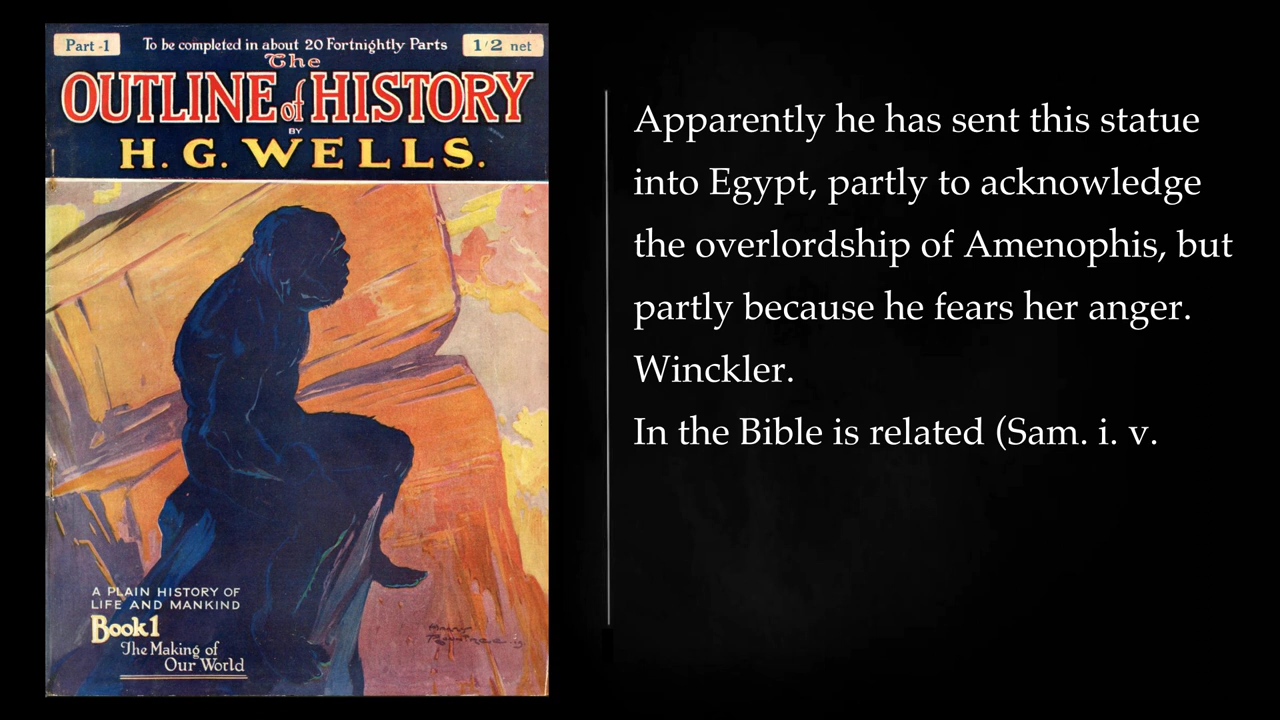 Part -1
To be completed in about 20 Fortnightly Parts
1/2 net
The
OUTLINE of HISTORY
BY
H. G. WELLS.
A PLAIN HISTORY OF
LIFE AND MANKIND
Book 1
The Making of
Our World
Apparently he has sent this statue
into Egypt, partly to acknowledge
the overlordship of Amenophis, but
partly because he fears her anger.
Winckler.
In the Bible is related (Sam. i. v.